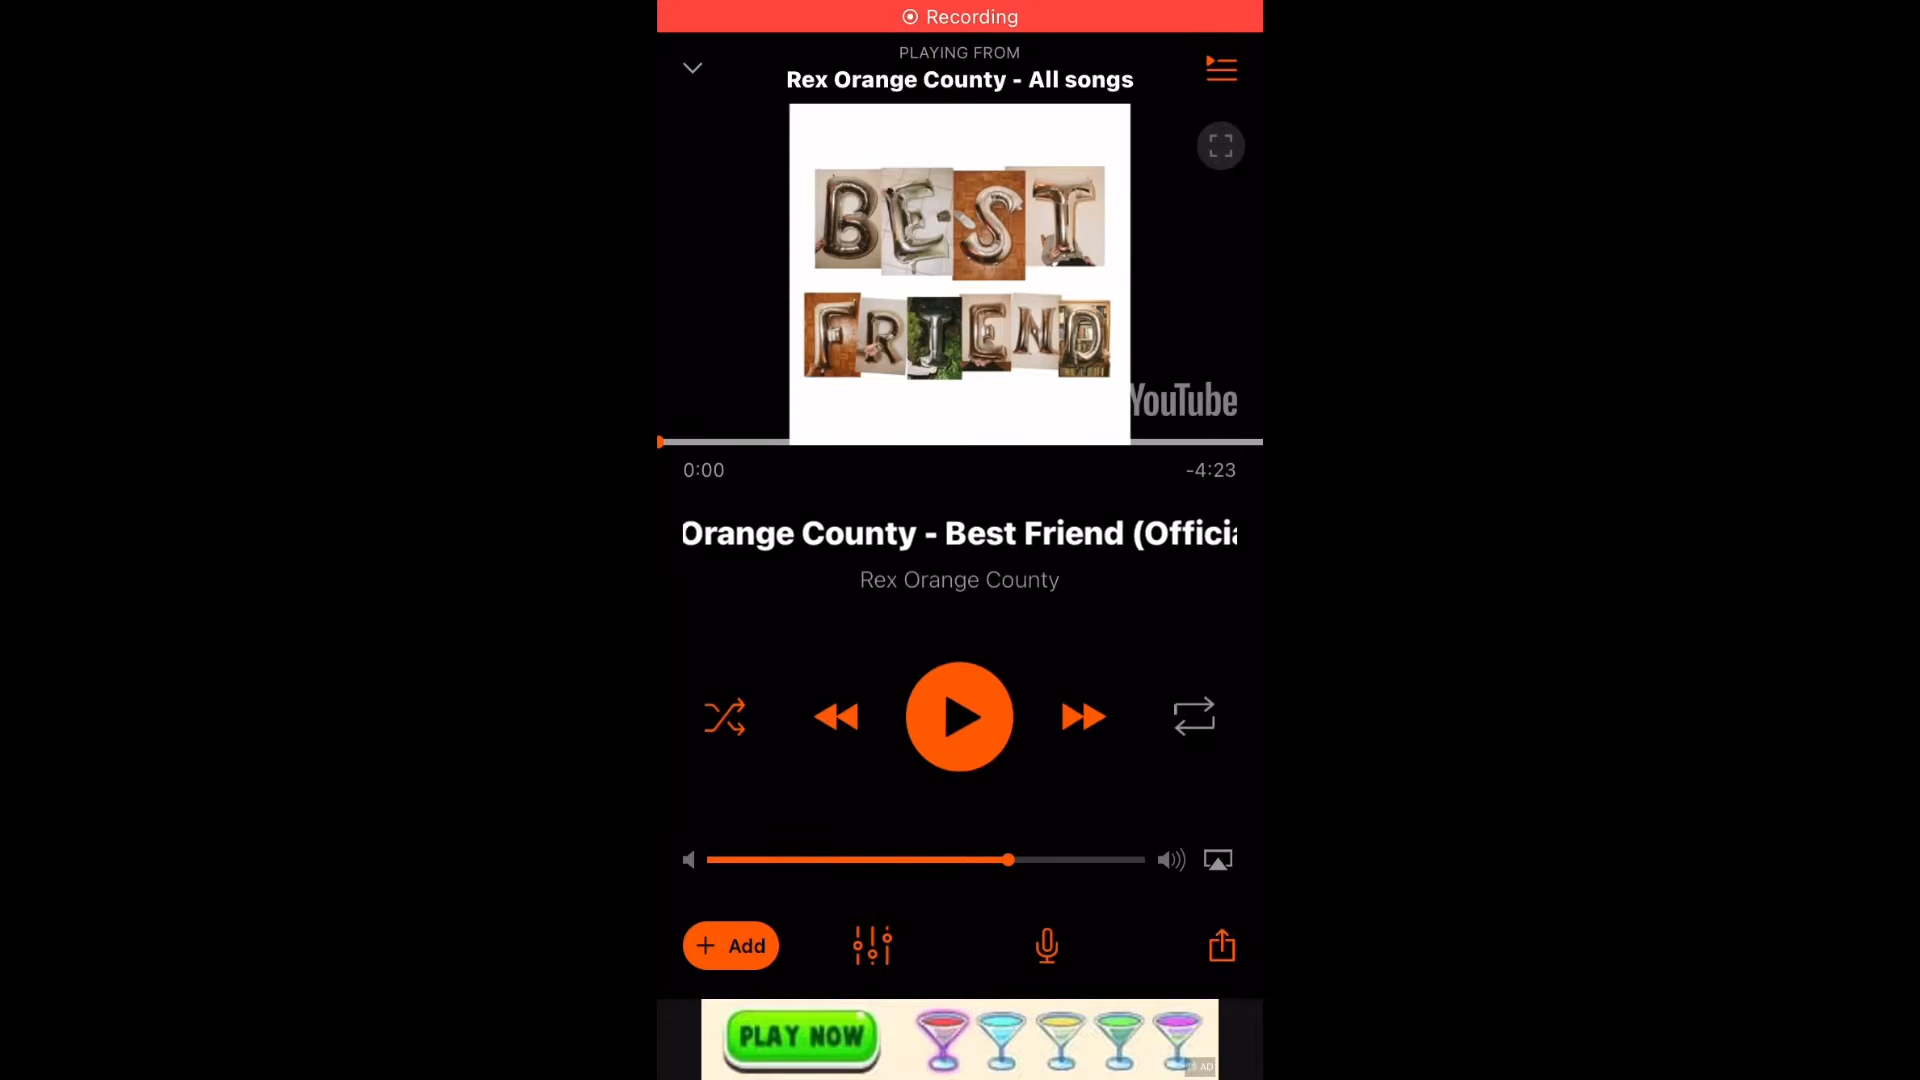 Recording
PLAYING FROM
Rex Orange County - All songs
BEST
FRIEND
YouTube
0:00
-4:23
Orange County - Best Friend (Officia
Rex Orange County
+ Add
PLAY NOW
AD